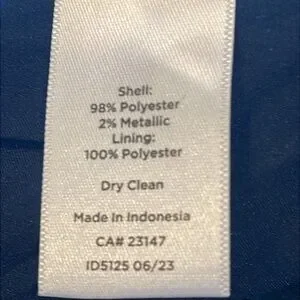 Shell:
98% Polyester
2% Metallic
Lining:
100% Polyester
Dry Clean
Made In Indonesia
CA# 23147
ID5125 06/23